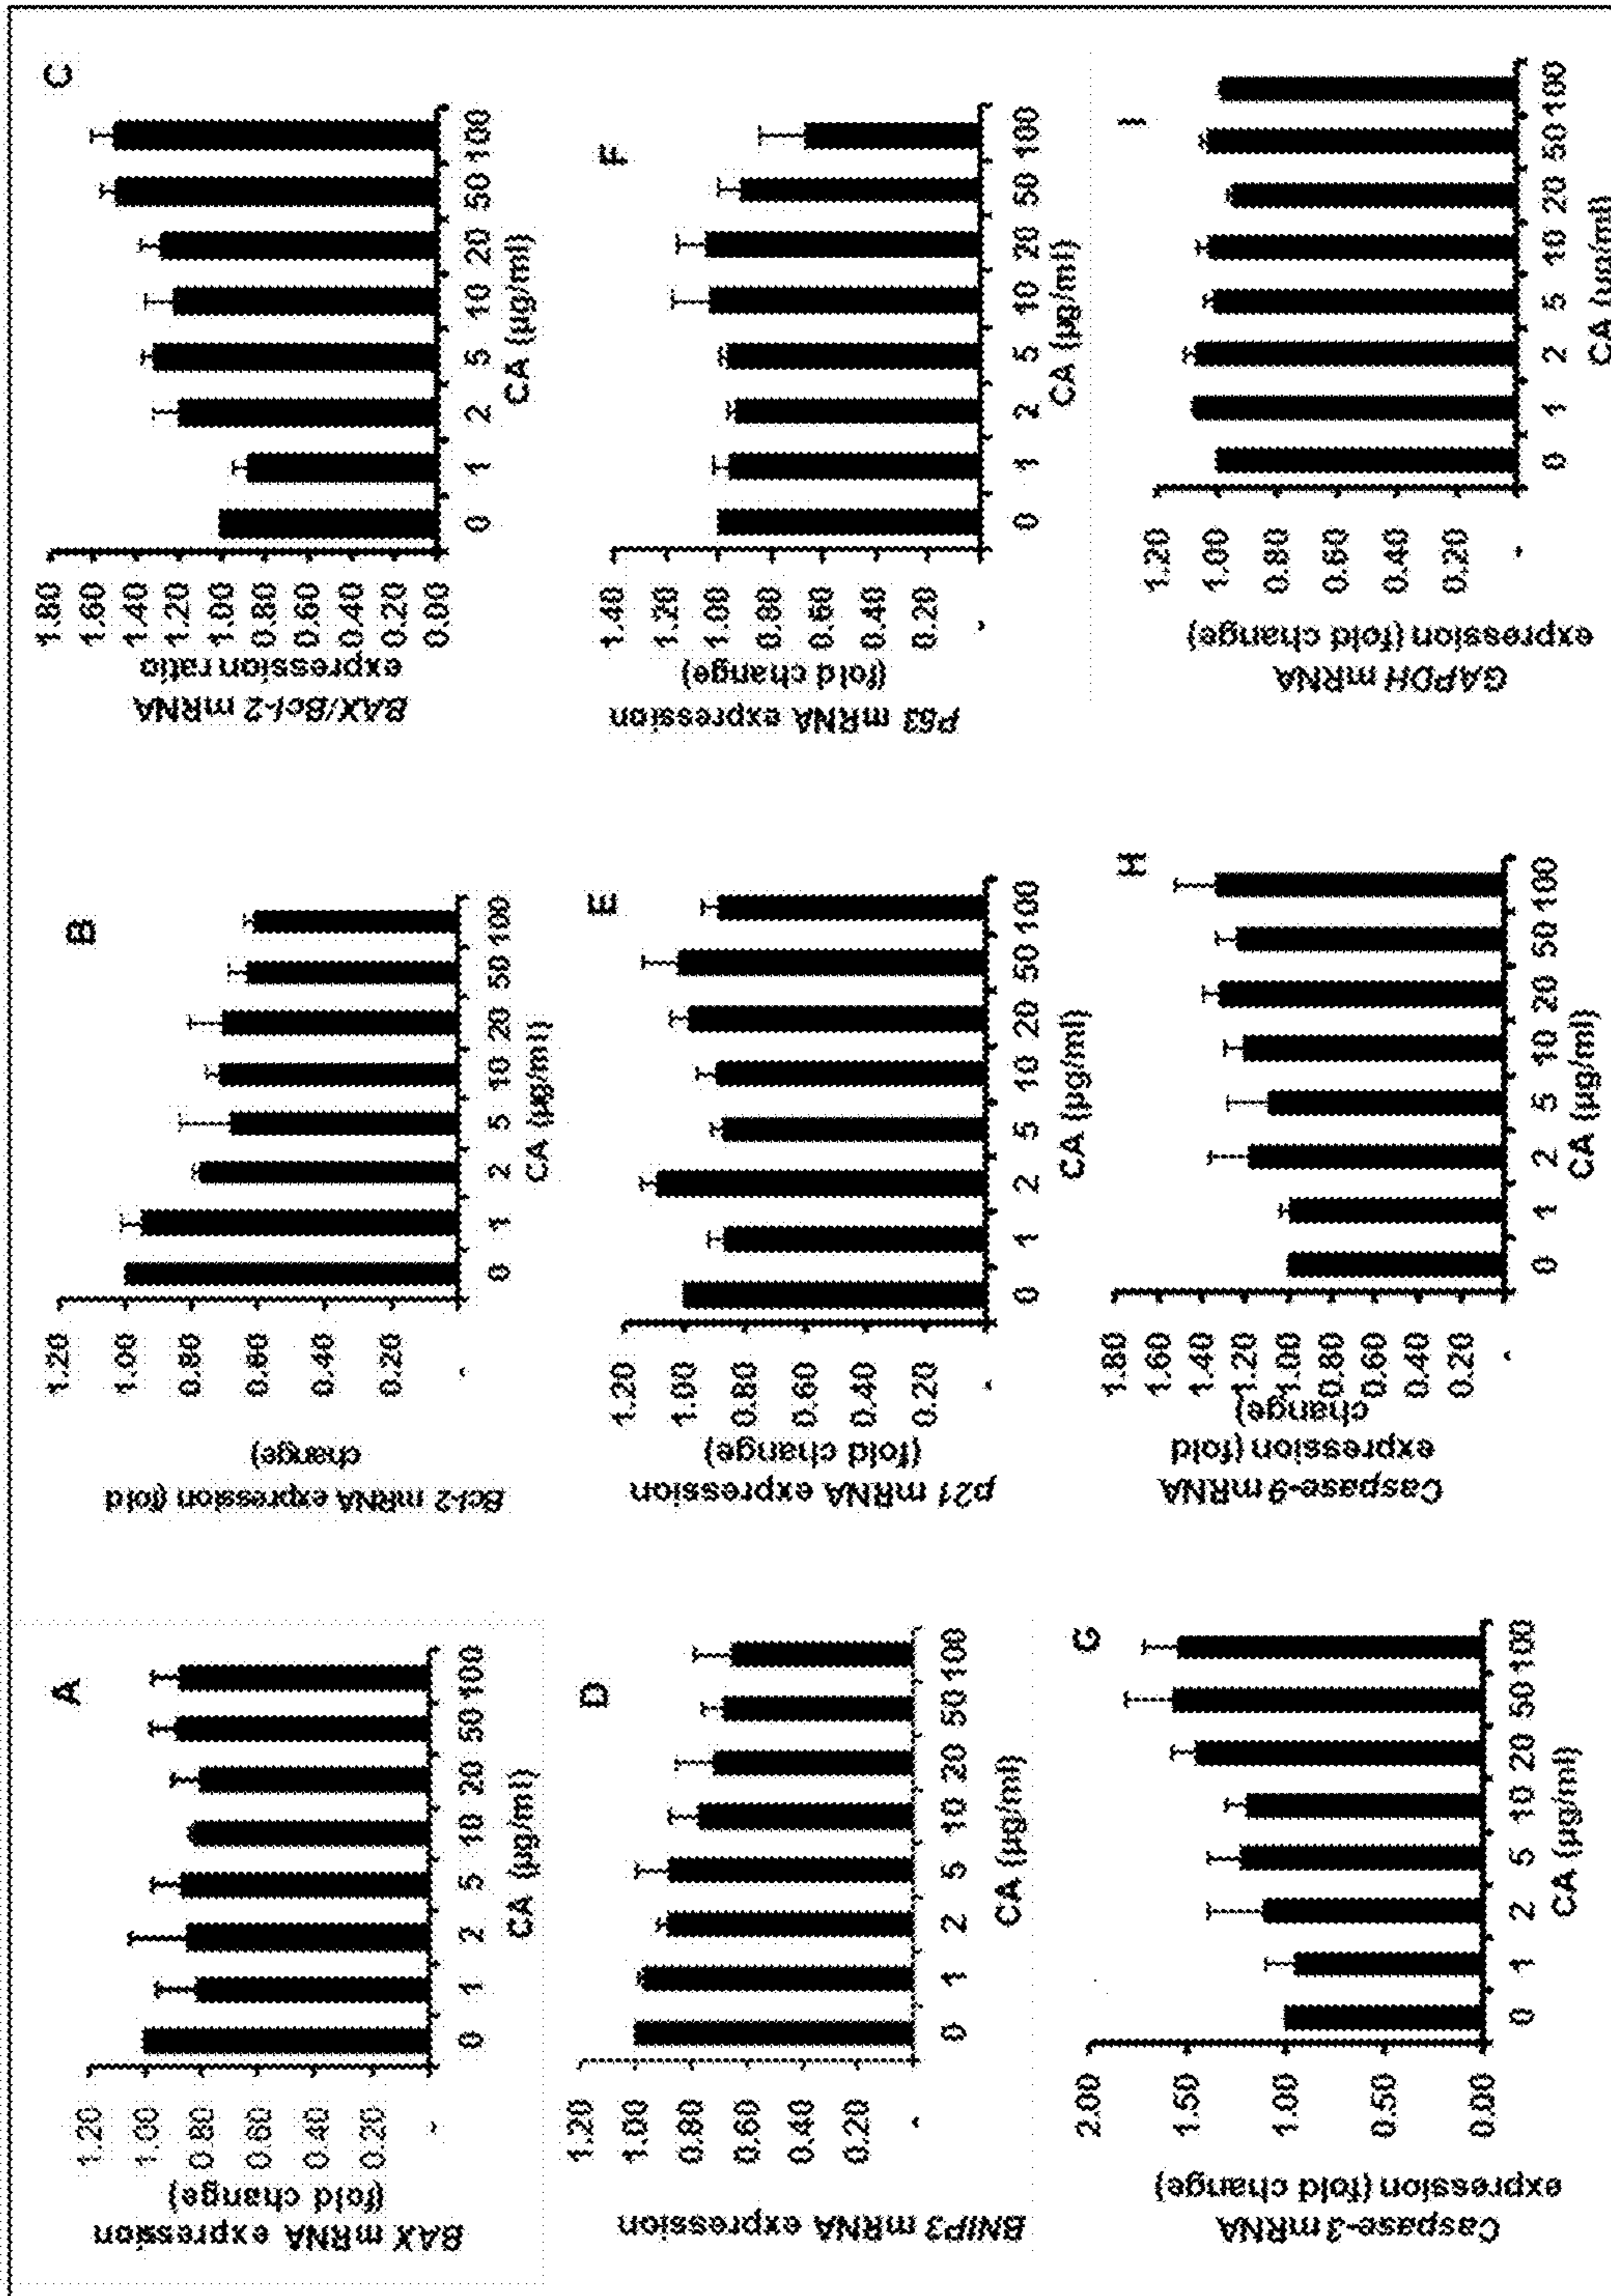 A
BAX mRNA expression
(fold change)
1.20
1.00
0.80
0.60
0.40
0.20
-
0 1 2 5 10 20 50 100
CA (µg/ml)
B
Bcl-2 mRNA expression (fold
change)
1.20
1.00
0.80
0.60
0.40
0.20
-
0 1 2 5 10 20 50 100
CA (µg/ml)
C
BAX/Bcl-2 mRNA
expression ratio
1.80
1.60
1.40
1.20
1.00
0.80
0.60
0.40
0.20
0.00
0 1 2 5 10 20 50 100
CA (µg/ml)
D
BNIP3 mRNA expression
1.20
1.00
0.80
0.60
0.40
0.20
-
0 1 2 5 10 20 50 100
CA (µg/ml)
E
p21 mRNA expression
(fold change)
1.20
1.00
0.80
0.60
0.40
0.20
-
0 1 2 5 10 20 50 100
CA (µg/ml)
F
P53 mRNA expression
(fold change)
1.40
1.20
1.00
0.80
0.60
0.40
0.20
-
0 1 2 5 10 20 50 100
CA (µg/ml)
G
Caspase-3 mRNA
expression (fold change)
2.00
1.50
1.00
0.50
0.00
0 1 2 5 10 20 50 100
CA (µg/ml)
H
Caspase-9 mRNA
expression (fold
change)
1.80
1.60
1.40
1.20
1.00
0.80
0.60
0.40
0.20
-
0 1 2 5 10 20 50 100
CA (µg/ml)
I
GAPDH mRNA
expression (fold change)
1.20
1.00
0.80
0.60
0.40
0.20
-
0 1 2 5 10 20 50 100
CA (µg/ml)